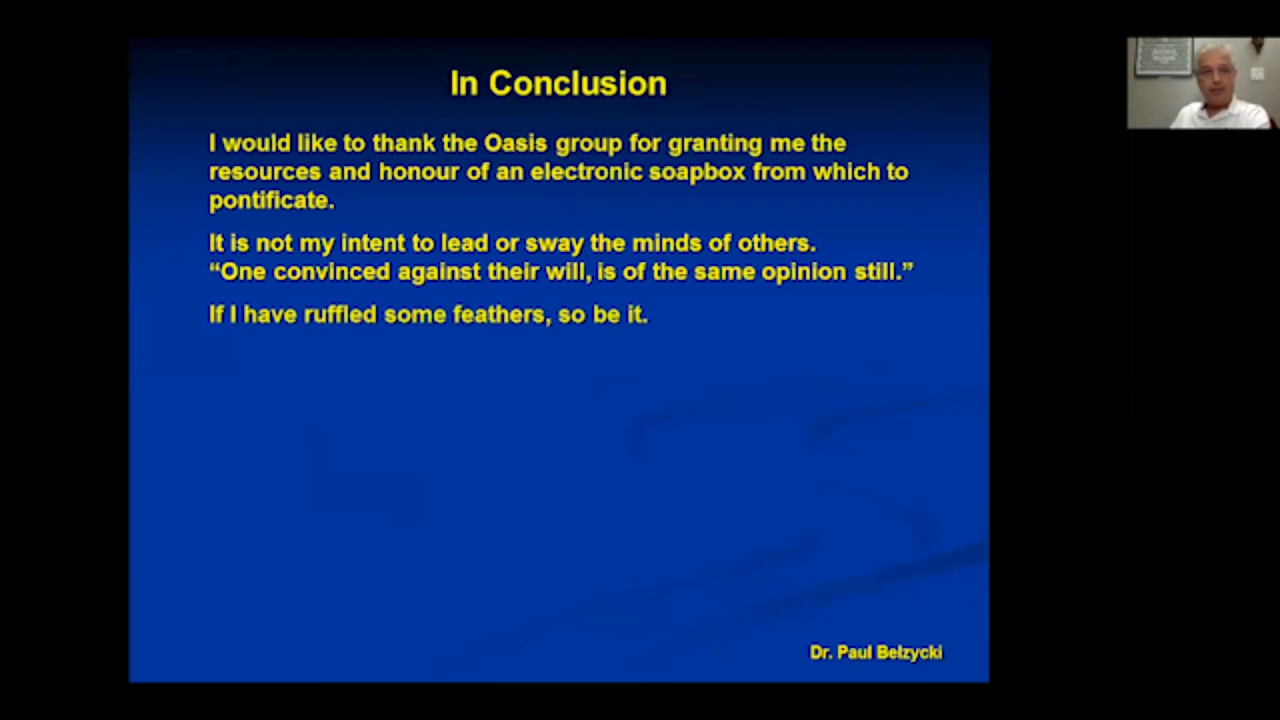 In Conclusion
I would like to thank the Oasis group for granting me the
resources and honour of an electronic soapbox from which to
pontificate.
It is not my intent to lead or sway the minds of others.
“One convinced against their will, is of the same opinion still.”
If I have ruffled some feathers, so be it.
Dr. Paul Belzycki